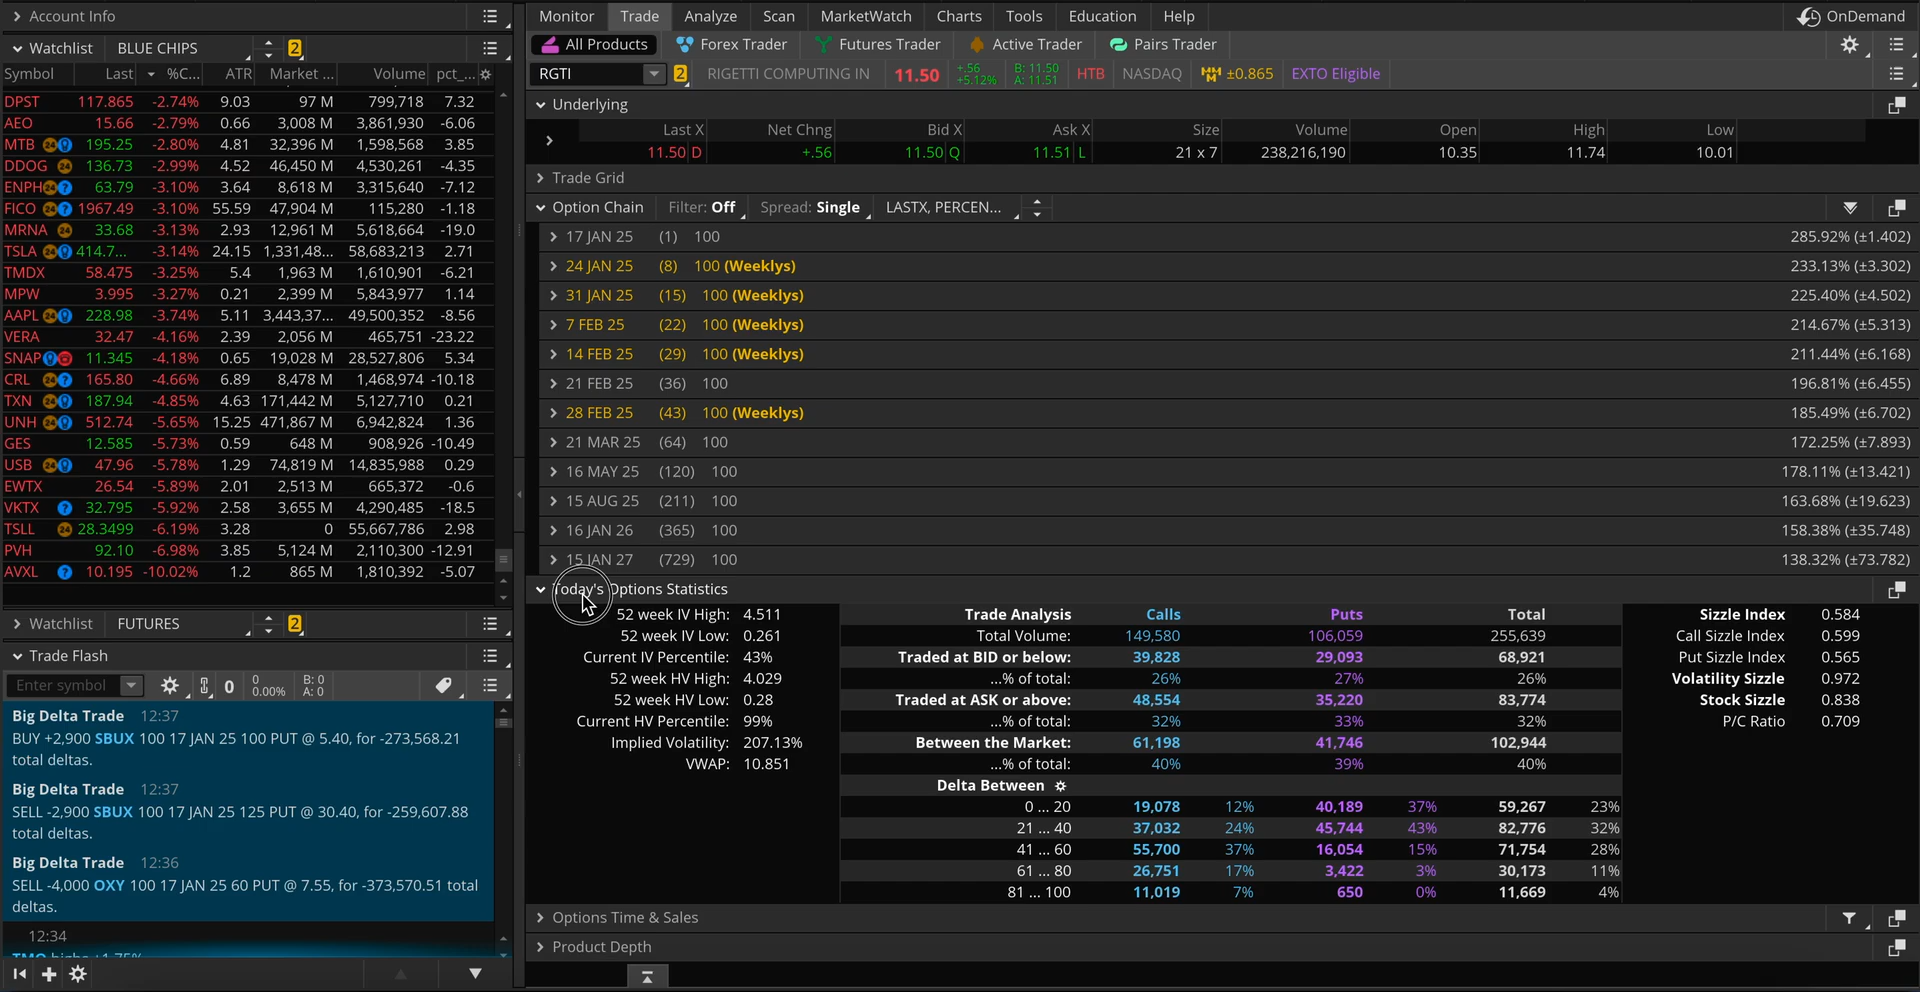 Account Info
Watchlist BLUE CHIPS 2
Symbol Last %C... ATR Market ... Volume pct_...
DPST 117.865 -2.74% 9.03 97 M 799,718 7.32
AEO 15.66 -2.79% 0.66 3,008 M 3,861,930 -6.06
MTB 24 195.25 -2.80% 4.81 32,396 M 1,598,568 3.85
DDOG 24 136.73 -2.99% 4.52 46,450 M 4,530,261 -4.35
ENPH 24 ? 63.79 -3.10% 3.64 8,618 M 3,315,640 -7.12
FICO 24 ? 1967.49 -3.10% 55.59 47,904 M 115,280 -1.18
MRNA 24 33.68 -3.13% 2.93 12,961 M 5,618,664 -19.0
TSLA 24 414.7... -3.14% 24.15 1,331,48... 58,683,213 2.71
TMDX 58.475 -3.25% 5.4 1,963 M 1,610,901 -6.21
MPW 3.995 -3.27% 0.21 2,399 M 5,843,977 1.14
AAPL 24 228.98 -3.74% 5.11 3,443,37... 49,500,352 -8.56
VERA 32.47 -4.16% 2.39 2,056 M 465,751 -23.22
SNAP 11.345 -4.18% 0.65 19,028 M 28,527,806 5.34
CRL 24 ? 165.80 -4.66% 6.89 8,478 M 1,468,974 -10.18
TXN 24 187.94 -4.85% 4.63 171,442 M 5,127,710 0.21
UNH 24 512.74 -5.65% 15.25 471,867 M 6,942,824 1.36
GES 12.585 -5.73% 0.59 648 M 908,926 -10.49
USB 24 47.96 -5.78% 1.29 74,819 M 14,835,988 0.29
EWTX 26.54 -5.89% 2.01 2,513 M 665,372 -0.6
VKTX ? 32.795 -5.92% 2.58 3,655 M 4,290,485 -18.5
TSLL 24 28.3499 -6.19% 3.28 0 55,667,786 2.98
PVH 92.10 -6.98% 3.85 5,124 M 2,110,300 -12.91
AVXL ? 10.195 -10.02% 1.2 865 M 1,810,392 -5.07
Watchlist FUTURES 2
Trade Flash
Enter symbol 0 0 0.00% B: 0 A: 0
Big Delta Trade 12:37
BUY +2,900 SBUX 100 17 JAN 25 100 PUT @ 5.40, for -273,568.21
total deltas.
Big Delta Trade 12:37
SELL -2,900 SBUX 100 17 JAN 25 125 PUT @ 30.40, for -259,607.88
total deltas.
Big Delta Trade 12:36
SELL -4,000 OXY 100 17 JAN 25 60 PUT @ 7.55, for -373,570.51 total
deltas.
12:34
Monitor Trade Analyze Scan MarketWatch Charts Tools Education Help OnDemand
All Products Forex Trader Futures Trader Active Trader Pairs Trader
RGTI 2 RIGETTI COMPUTING IN 11.50 +.56 +5.12% B: 11.50 A: 11.51 HTB NASDAQ ±0.865 EXTO Eligible
Underlying
Last X Net Chng Bid X Ask X Size Volume Open High Low
11.50 D +.56 11.50 Q 11.51 L 21 x 7 238,216,190 10.35 11.74 10.01
Trade Grid
Option Chain Filter: Off Spread: Single LASTX, PERCEN...
17 JAN 25 (1) 100 285.92% (±1.402)
24 JAN 25 (8) 100 (Weeklys) 233.13% (±3.302)
31 JAN 25 (15) 100 (Weeklys) 225.40% (±4.502)
7 FEB 25 (22) 100 (Weeklys) 214.67% (±5.313)
14 FEB 25 (29) 100 (Weeklys) 211.44% (±6.168)
21 FEB 25 (36) 100 196.81% (±6.455)
28 FEB 25 (43) 100 (Weeklys) 185.49% (±6.702)
21 MAR 25 (64) 100 172.25% (±7.893)
16 MAY 25 (120) 100 178.11% (±13.421)
15 AUG 25 (211) 100 163.68% (±19.623)
16 JAN 26 (365) 100 158.38% (±35.748)
15 JAN 27 (729) 100 138.32% (±73.782)
Today's Options Statistics
52 week IV High: 4.511 Trade Analysis Calls Puts Total Sizzle Index 0.584
52 week IV Low: 0.261 Total Volume: 149,580 106,059 255,639 Call Sizzle Index 0.599
Current IV Percentile: 43% Traded at BID or below: 39,828 29,093 68,921 Put Sizzle Index 0.565
52 week HV High: 4.029 ...% of total: 26% 27% 26% Volatility Sizzle 0.972
52 week HV Low: 0.28 Traded at ASK or above: 48,554 35,220 83,774 Stock Sizzle 0.838
Current HV Percentile: 99% ...% of total: 32% 33% 32% P/C Ratio 0.709
Implied Volatility: 207.13% Between the Market: 61,198 41,746 102,944
VWAP: 10.851 ...% of total: 40% 39% 40%
Delta Between
0 ... 20 19,078 12% 40,189 37% 59,267 23%
21 ... 40 37,032 24% 45,744 43% 82,776 32%
41 ... 60 55,700 37% 16,054 15% 71,754 28%
61 ... 80 26,751 17% 3,422 3% 30,173 11%
81 ... 100 11,019 7% 650 0% 11,669 4%
Options Time & Sales
Product Depth